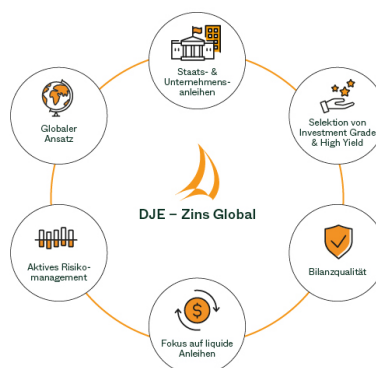 Staats- &
Unternehmens-
anleihen
Globaler
Ansatz
Selektion von
Investment Grade
& High Yield
DJE – Zins Global
Aktives Risiko-
management
Bilanzqualität
$
Fokus auf liquide
Anleihen